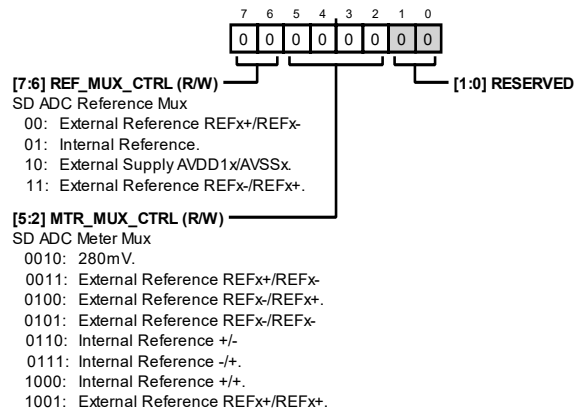 7 6 5 4 3 2 1 0
0 0 0 0 0 0 0 0
[7:6] REF_MUX_CTRL (R/W) [1:0] RESERVED
SD ADC Reference Mux
00: External Reference REFx+/REFx-
01: Internal Reference.
10: External Supply AVDD1x/AVSSx.
11: External Reference REFx-/REFx+.
[5:2] MTR_MUX_CTRL (R/W)
SD ADC Meter Mux
0010: 280mV.
0011: External Reference REFx+/REFx-
0100: External Reference REFx-/REFx+.
0101: External Reference REFx-/REFx-
0110: Internal Reference +/-
0111: Internal Reference -/+.
1000: Internal Reference +/+.
1001: External Reference REFx+/REFx+.